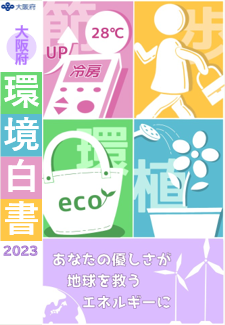 大阪府
大阪府
環境白書
2023
節
UP
28℃
冷房
歩
環
eco
植
あなたの優しさが
地球を救う
エネルギーに